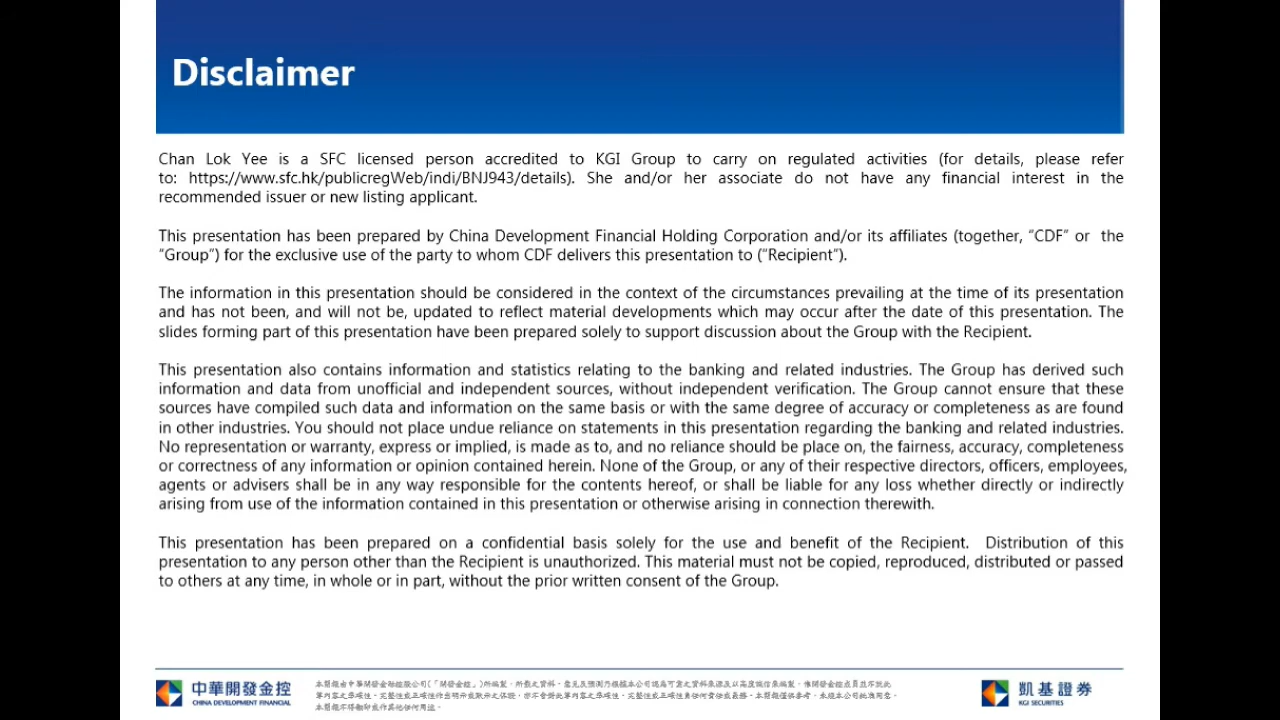 Disclaimer
Chan Lok Yee is a SFC licensed person accredited to KGI Group to carry on regulated activities (for details, please refer
to: https://www.sfc.hk/publicregWeb/indi/BNJ943/details). She and/or her associate do not have any financial interest in the
recommended issuer or new listing applicant.
This presentation has been prepared by China Development Financial Holding Corporation and/or its affiliates (together, “CDF” or the
“Group”) for the exclusive use of the party to whom CDF delivers this presentation to (“Recipient”).
The information in this presentation should be considered in the context of the circumstances prevailing at the time of its presentation
and has not been, and will not be, updated to reflect material developments which may occur after the date of this presentation. The
slides forming part of this presentation have been prepared solely to support discussion about the Group with the Recipient.
This presentation also contains information and statistics relating to the banking and related industries. The Group has derived such
information and data from unofficial and independent sources, without independent verification. The Group cannot ensure that these
sources have compiled such data and information on the same basis or with the same degree of accuracy or completeness as are found
in other industries. You should not place undue reliance on statements in this presentation regarding the banking and related industries.
No representation or warranty, express or implied, is made as to, and no reliance should be place on, the fairness, accuracy, completeness
or correctness of any information or opinion contained herein. None of the Group, or any of their respective directors, officers, employees,
agents or advisers shall be in any way responsible for the contents hereof, or shall be liable for any loss whether directly or indirectly
arising from use of the information contained in this presentation or otherwise arising in connection therewith.
This presentation has been prepared on a confidential basis solely for the use and benefit of the Recipient. Distribution of this
presentation to any person other than the Recipient is unauthorized. This material must not be copied, reproduced, distributed or passed
to others at any time, in whole or in part, without the prior written consent of the Group.
中華開發金控
CHINA DEVELOPMENT FINANCIAL
凱基證券
KGI SECURITIES